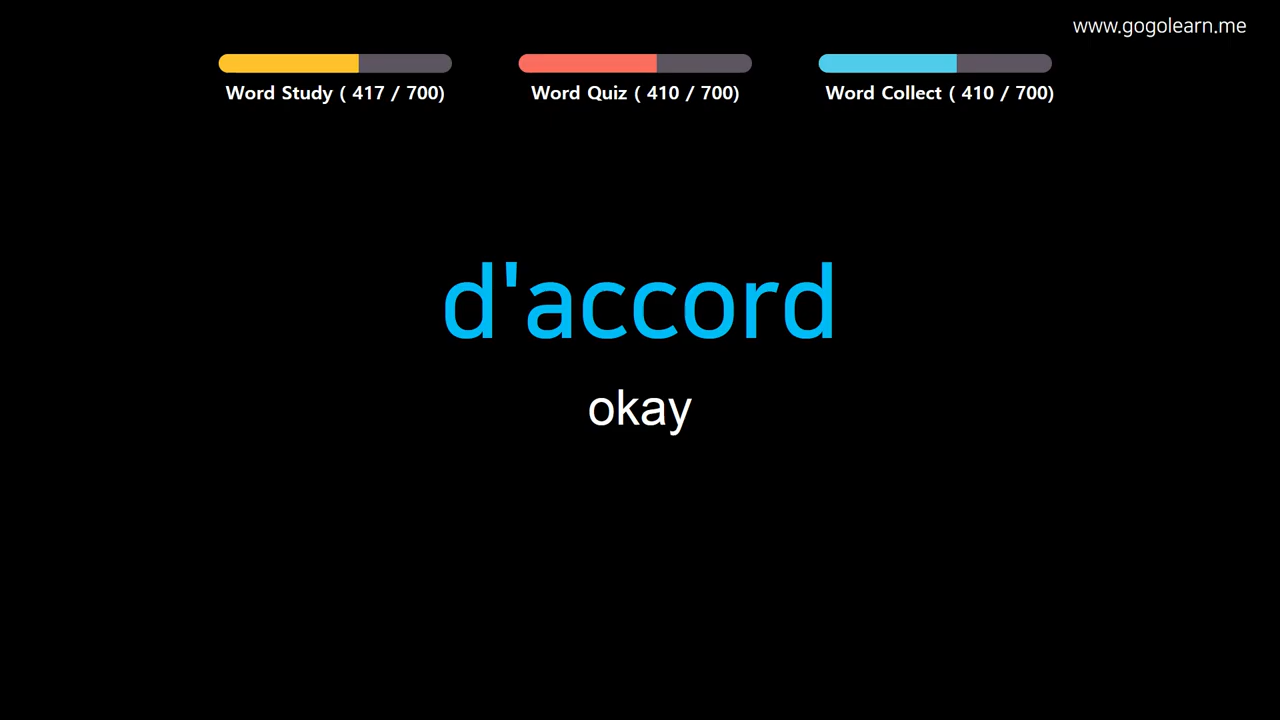 www.gogolearn.me
Word Study ( 417 / 700)
Word Quiz ( 410 / 700)
Word Collect ( 410 / 700)
d'accord
okay